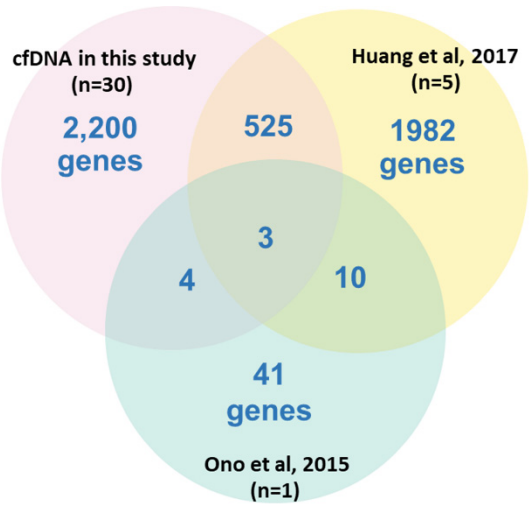 cfDNA in this study
(n=30)
Huang et al, 2017
(n=5)
2,200
genes
525
1982
genes
3
4
10
41
genes
Ono et al, 2015
(n=1)